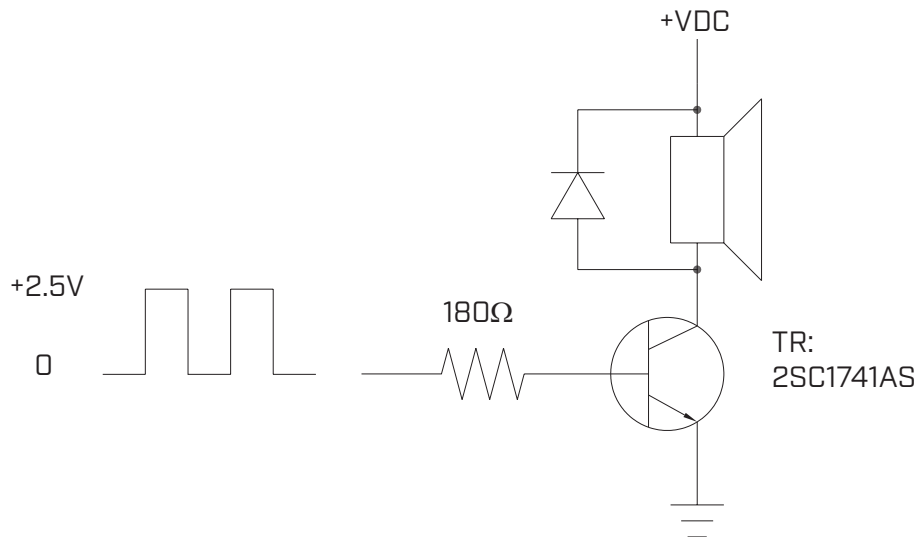 +VDC
+2.5V
0
180Ω
TR:
2SC1741AS